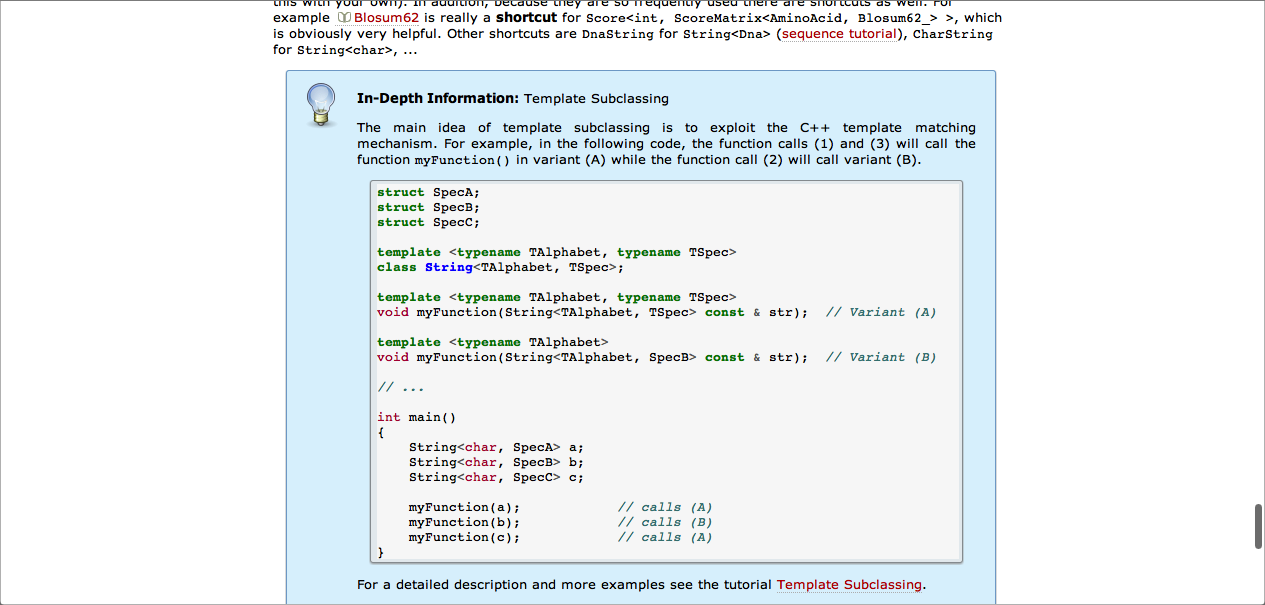 this with your own). In addition, because they are so frequently used there are shortcuts as well. For
example Blosum62 is really a shortcut for Score<int, ScoreMatrix<AminoAcid, Blosum62_> >, which
is obviously very helpful. Other shortcuts are DnaString for String<Dna> (sequence tutorial), CharString
for String<char>, ...
In-Depth Information: Template Subclassing
The main idea of template subclassing is to exploit the C++ template matching
mechanism. For example, in the following code, the function calls (1) and (3) will call the
function myFunction() in variant (A) while the function call (2) will call variant (B).
struct SpecA;
struct SpecB;
struct SpecC;
template <typename TAlphabet, typename TSpec>
class String<TAlphabet, TSpec>;
template <typename TAlphabet, typename TSpec>
void myFunction(String<TAlphabet, TSpec> const & str);  // Variant (A)
template <typename TAlphabet>
void myFunction(String<TAlphabet, SpecB> const & str);  // Variant (B)
// ...
int main()
{
    String<char, SpecA> a;
    String<char, SpecB> b;
    String<char, SpecC> c;
    myFunction(a);            // calls (A)
    myFunction(b);            // calls (B)
    myFunction(c);            // calls (A)
}
For a detailed description and more examples see the tutorial Template Subclassing.